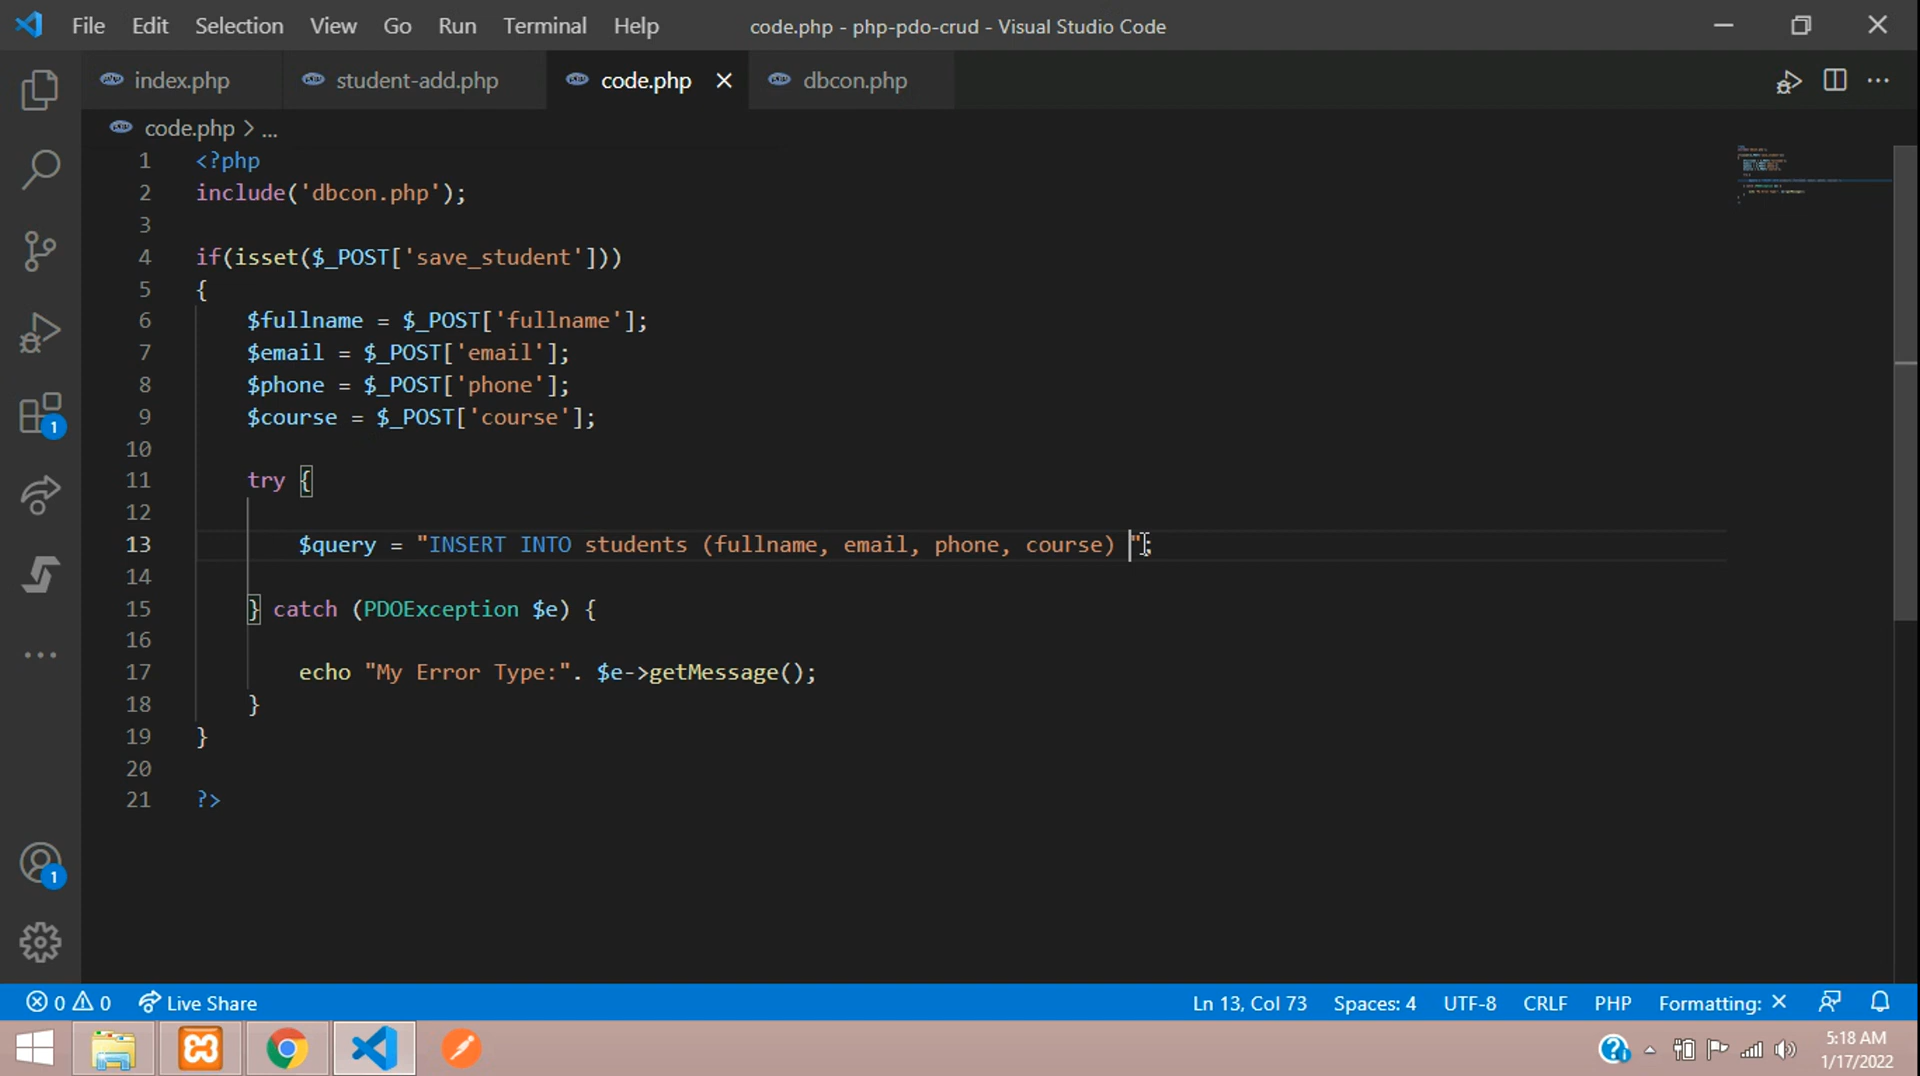 File Edit Selection View Go Run Terminal Help code.php - php-pdo-crud - Visual Studio Code
index.php student-add.php code.php dbcon.php
code.php > ...
1 <?php
2 include('dbcon.php');
3
4 if(isset($_POST['save_student']))
5 {
6 $fullname = $_POST['fullname'];
7 $email = $_POST['email'];
8 $phone = $_POST['phone'];
9 $course = $_POST['course'];
10
11 try {
12
13 $query = "INSERT INTO students (fullname, email, phone, course) ";
14
15 } catch (PDOException $e) {
16
17 echo "My Error Type:". $e->getMessage();
18 }
19 }
20
21 ?>
1
1
0 0 Live Share Ln 13, Col 73 Spaces: 4 UTF-8 CRLF PHP Formatting: ×
5:18 AM
1/17/2022